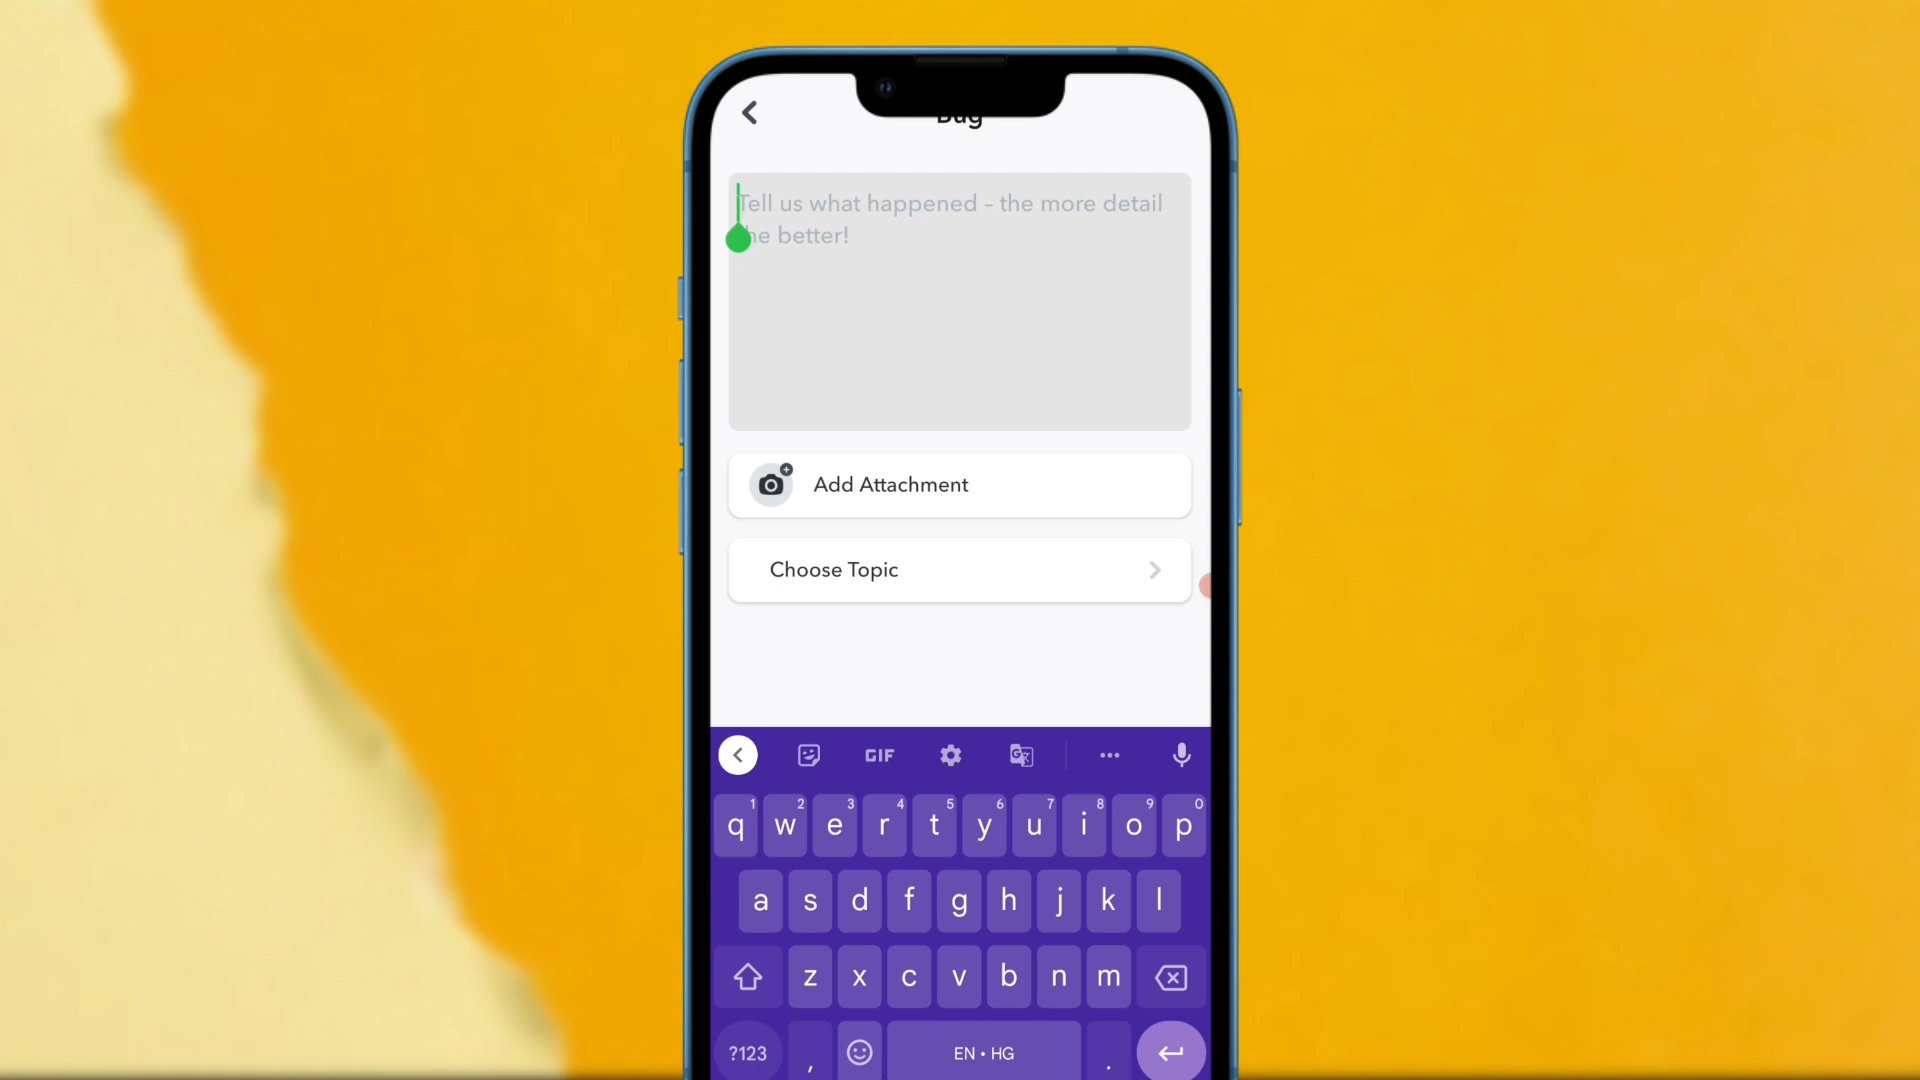 Bug
Tell us what happened – the more detail
the better!
Add Attachment
Choose Topic
GIF
1 2 3 4 5 6 7 8 9 0
q w e r t y u i o p
a s d f g h j k l
z x c v b n m
?123 , EN • HG .